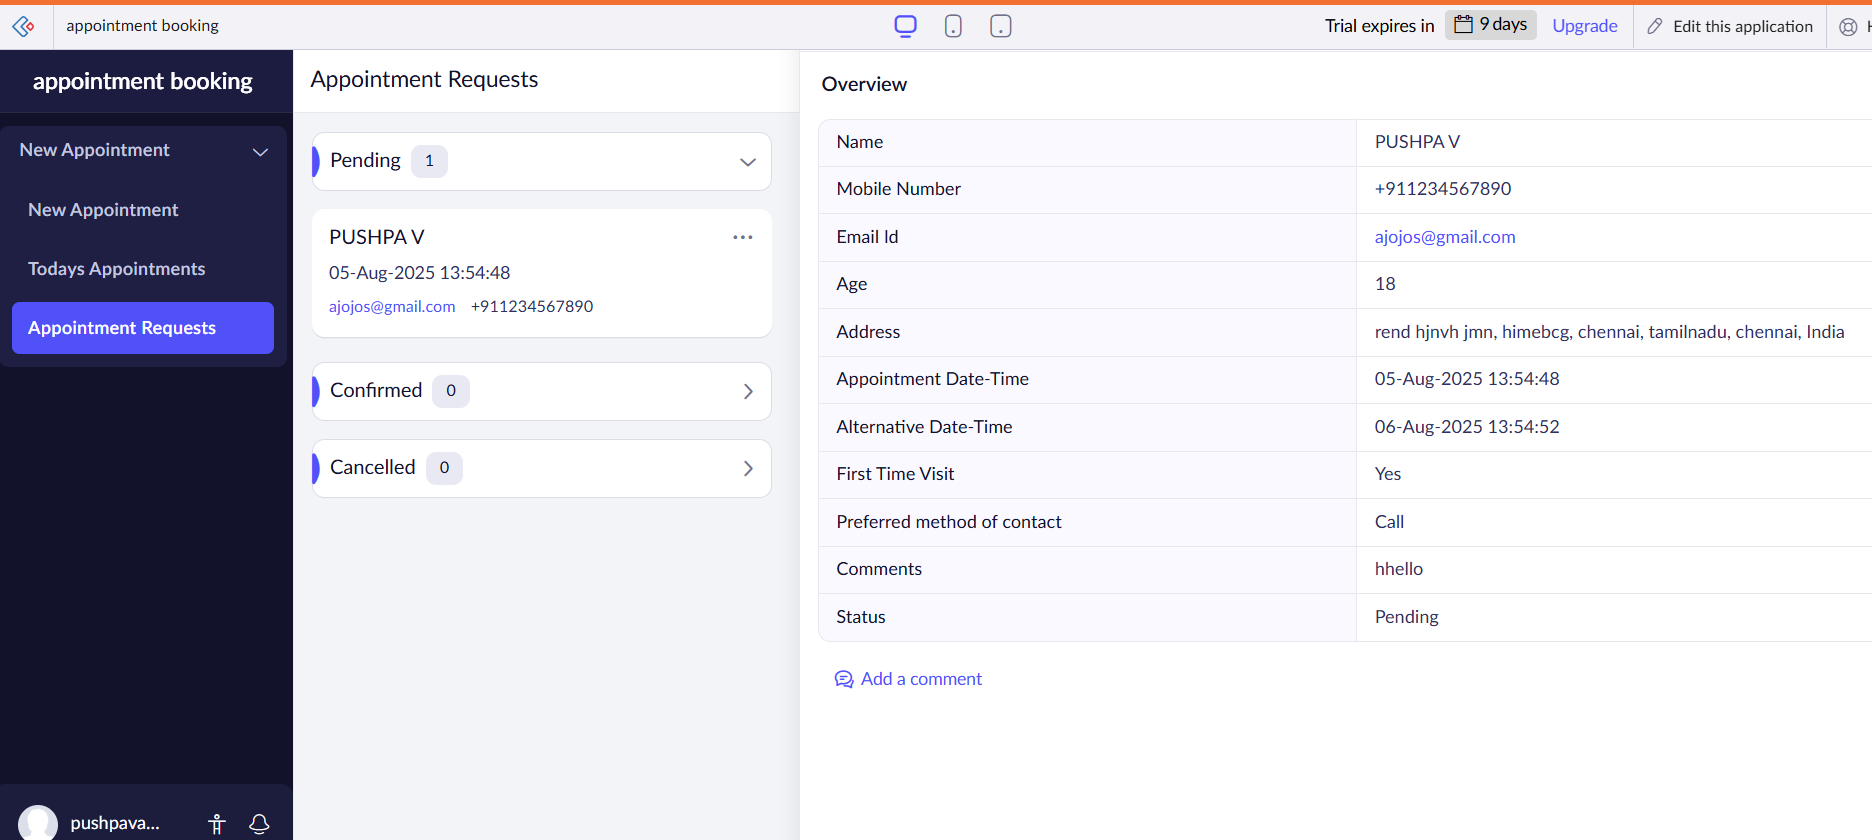 appointment booking
Trial expires in 9 days Upgrade Edit this application
appointment booking
New Appointment
New Appointment
Todays Appointments
Appointment Requests
pushpava...
Appointment Requests
Pending 1
PUSHPA V
05-Aug-2025 13:54:48
ajojos@gmail.com +911234567890
Confirmed 0
Cancelled 0
Overview
Name PUSHPA V
Mobile Number +911234567890
Email Id ajojos@gmail.com
Age 18
Address rend hjnvh jmn, himebcg, chennai, tamilnadu, chennai, India
Appointment Date-Time 05-Aug-2025 13:54:48
Alternative Date-Time 06-Aug-2025 13:54:52
First Time Visit Yes
Preferred method of contact Call
Comments hhello
Status Pending
Add a comment